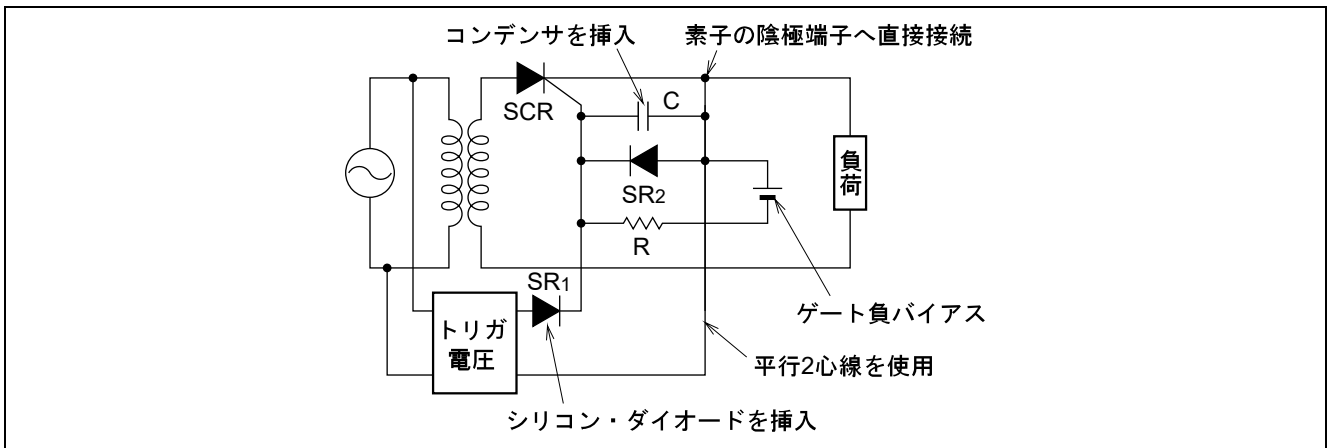 コンデンサを挿入
素子の陰極端子へ直接接続
SCR
C
負荷
SR2
R
SR1
トリガ
電圧
ゲート負バイアス
平行2心線を使用
シリコン・ダイオードを挿入